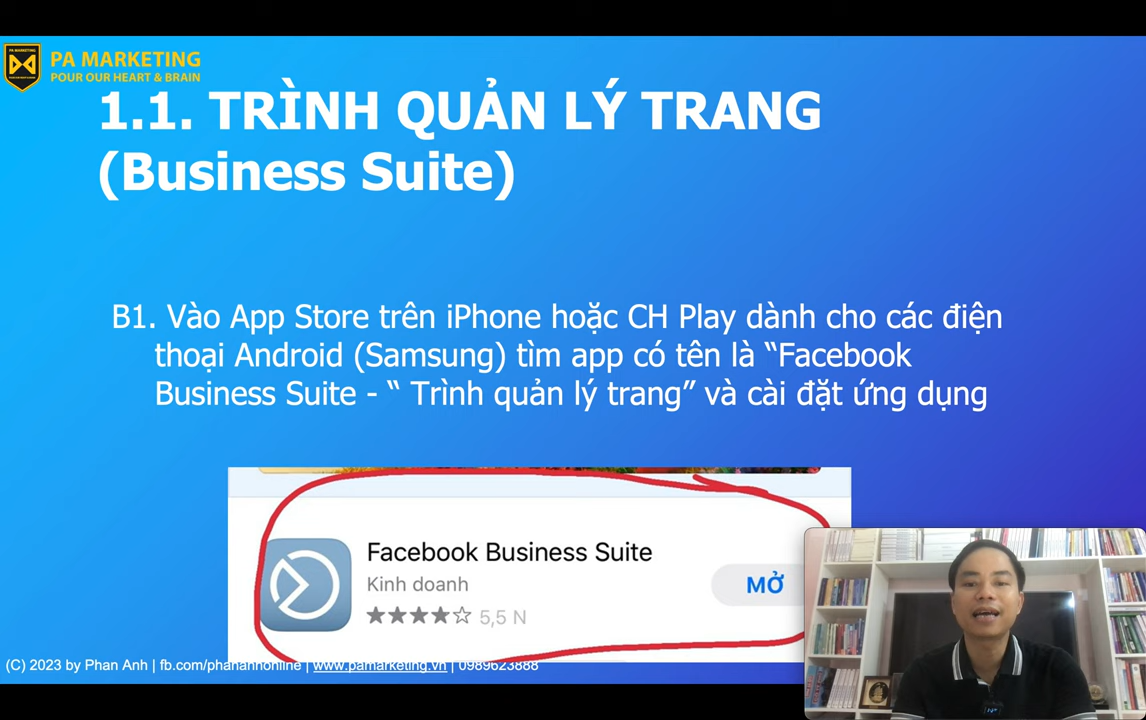 PA MARKETING
POUR OUR HEART & BRAIN
1.1. TRÌNH QUẢN LÝ TRANG
(Business Suite)
B1. Vào App Store trên iPhone hoặc CH Play dành cho các điện
thoại Android (Samsung) tìm app có tên là “Facebook
Business Suite - “ Trình quản lý trang” và cài đặt ứng dụng
Facebook Business Suite
Kinh doanh
MỞ
5,5 N
(C) 2023 by Phan Anh | fb.com/phananhonline | www.pamarketing.vn | 0989623888